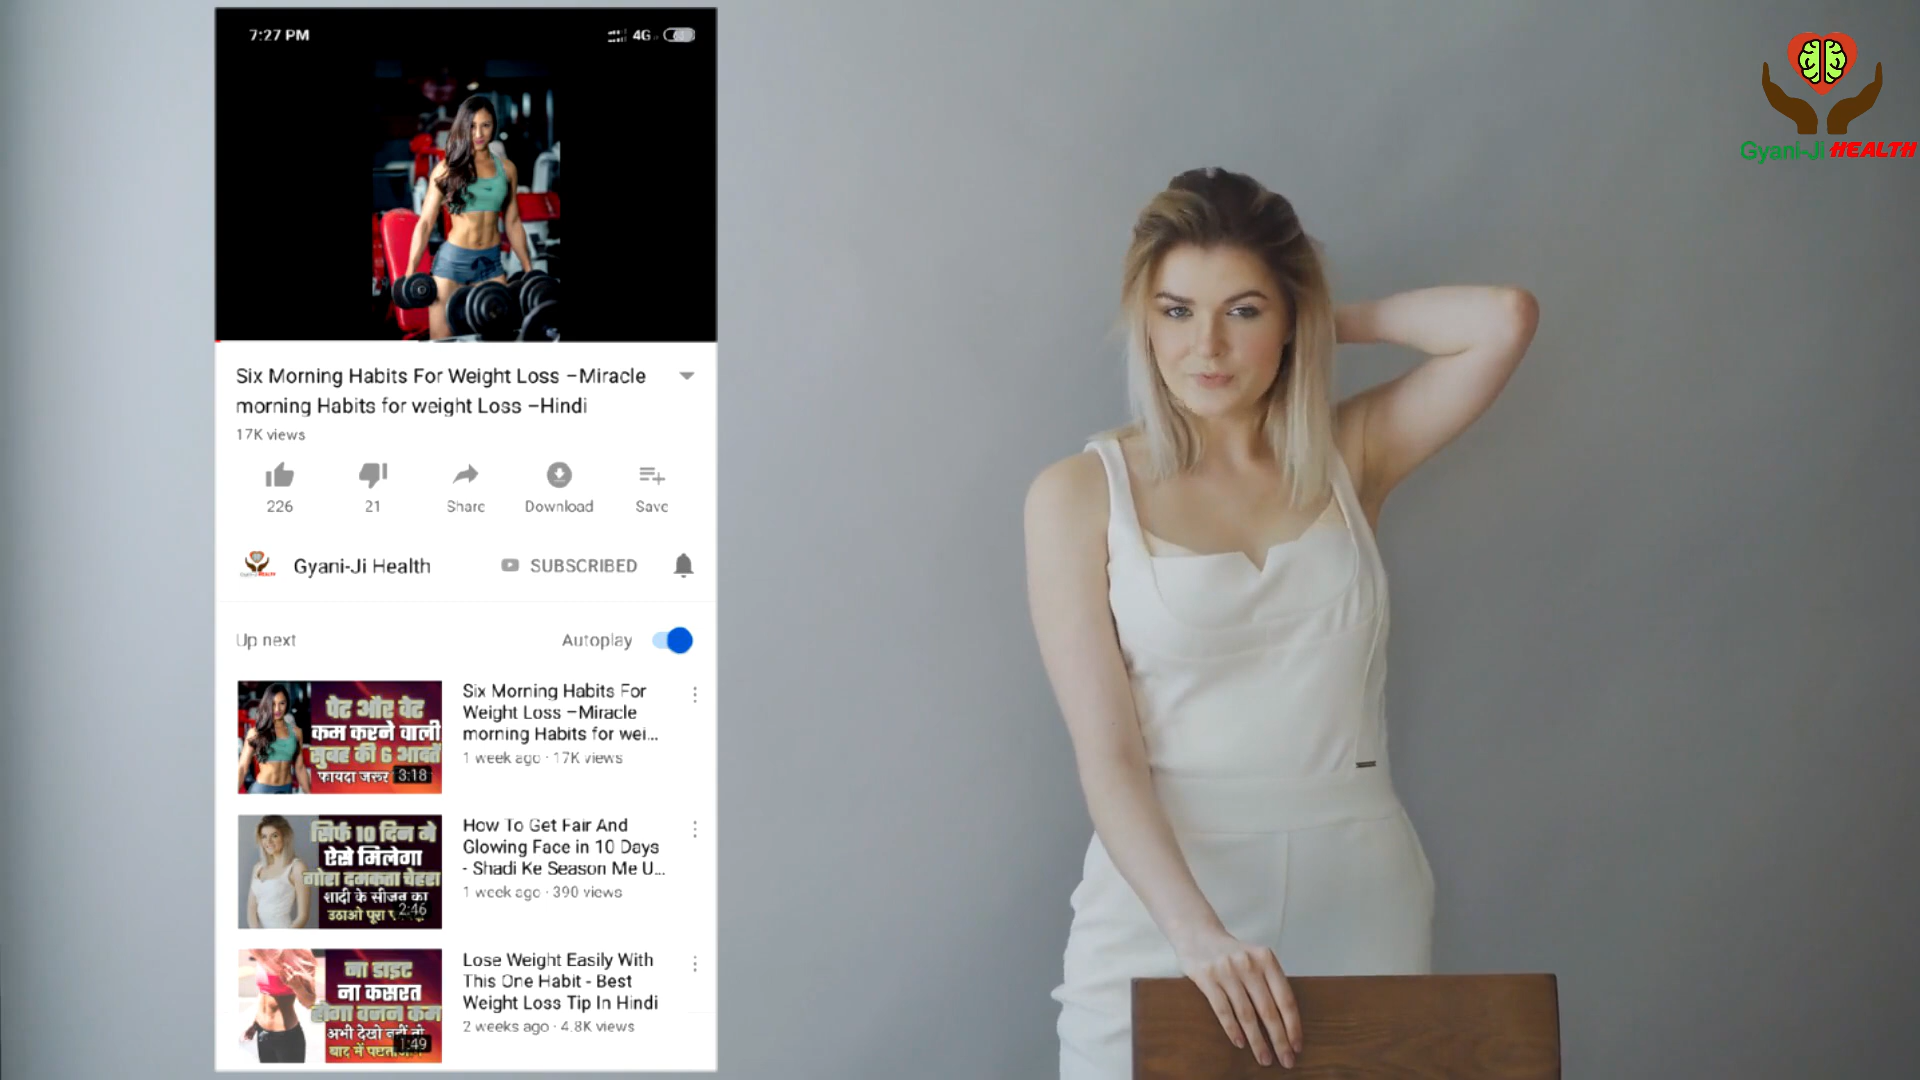 7:27 PM
4G
Gyani-Ji HEALTH
Six Morning Habits For Weight Loss –Miracle
morning Habits for weight Loss –Hindi
17K views
226
21
Share
Download
Save
Gyani-Ji Health
SUBSCRIBED
Up next
Autoplay
पेट और वेट
कम करने वाली
सुबह की 6 आदतें
फायदा जरूर
3:18
Six Morning Habits For
Weight Loss –Miracle
morning Habits for wei...
1 week ago · 17K views
सिर्फ 10 दिन मे
ऐसे मिलेगा
गोरा दमकता चेहरा
शादी के सीजन का
उठाओ पूरा
2:46
How To Get Fair And
Glowing Face in 10 Days
- Shadi Ke Season Me U...
1 week ago · 390 views
ना डाइट
ना कसरत
होगा वजन कम
अभी देखो नहीं तो
बाद में
1:49
Lose Weight Easily With
This One Habit - Best
Weight Loss Tip In Hindi
2 weeks ago · 4.8K views